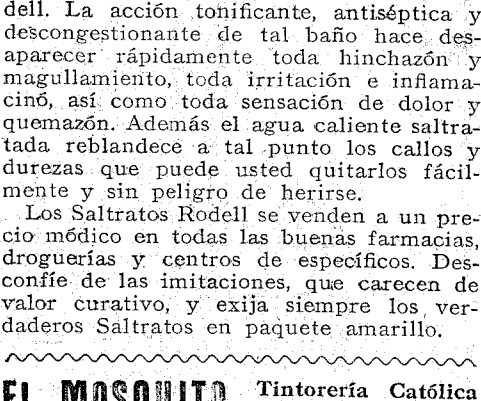 dell. La acción tonificante, antiséptica y
descongestionante de tal baño hace des-
aparecer rápidamente toda hinchazón y
magullamiento, toda irritación e inflama-
cinó, así como toda sensación de dolor y
quemazón. Además el agua caliente saltra-
tada reblandece a tal punto los callos y
durezas que puede usted quitarlos fácil-
mente y sin peligro de herirse.
Los Saltratos Rodell se venden a un pre-
cio módico en todas las buenas farmacias,
droguerías y centros de específicos. Des-
confíe de las imitaciones, que carecen de
valor curativo, y exija siempre los ver-
daderos Saltratos en paquete amarillo.
EL MOSQUITO Tintorería Católica